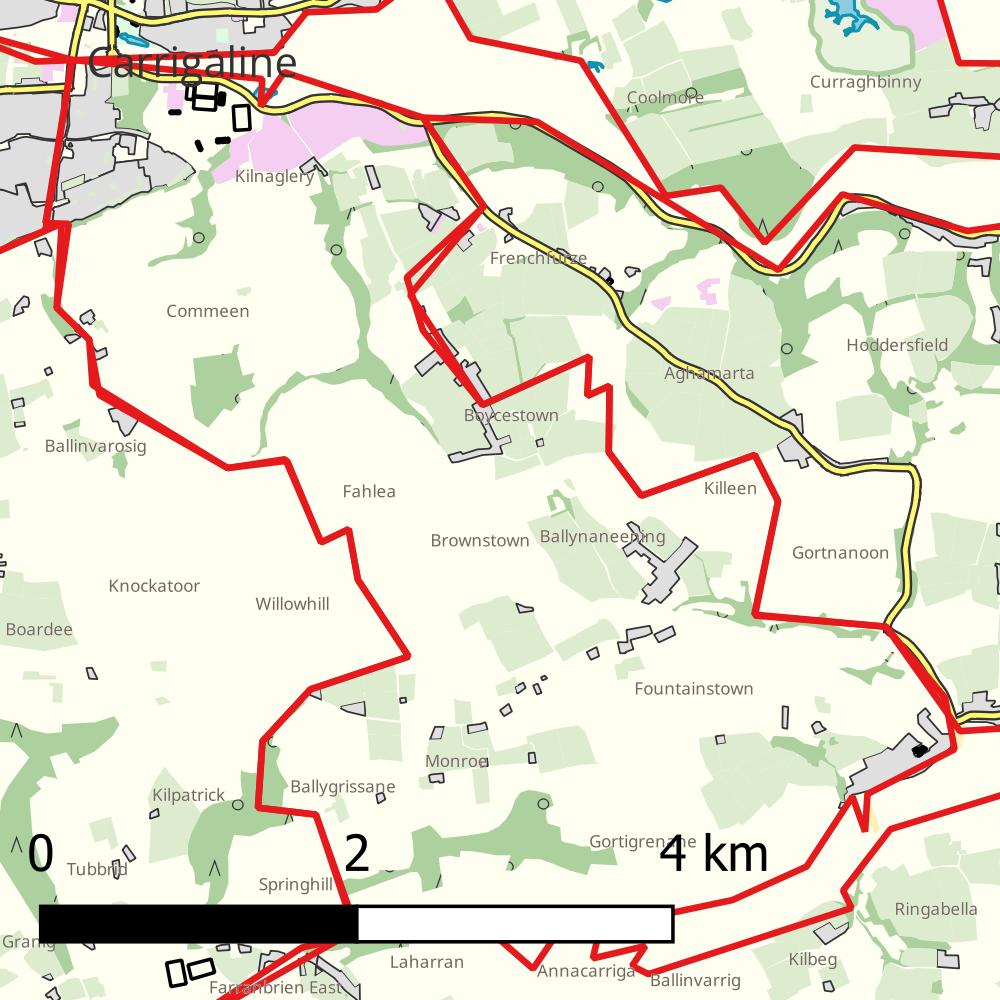 Carrigaline
Curraghbinny
Coolmore
Kilnaglery
Frenchfurze
Commeen
Hoddersfield
Aghamarta
Boycestown
Ballinvarosig
Killeen
Fahlea
Brownstown
Ballynaneening
Gortnanoon
Knockatoor
Willowhill
Boardee
Fountainstown
Monroe
Ballygrissane
Kilpatrick
Gortigrenane
0 2 4 km
Tubbrid
Springhill
Ringabella
Granig
Laharran
Annacarriga
Kilbeg
Ballinvarrig
Farranbrien East